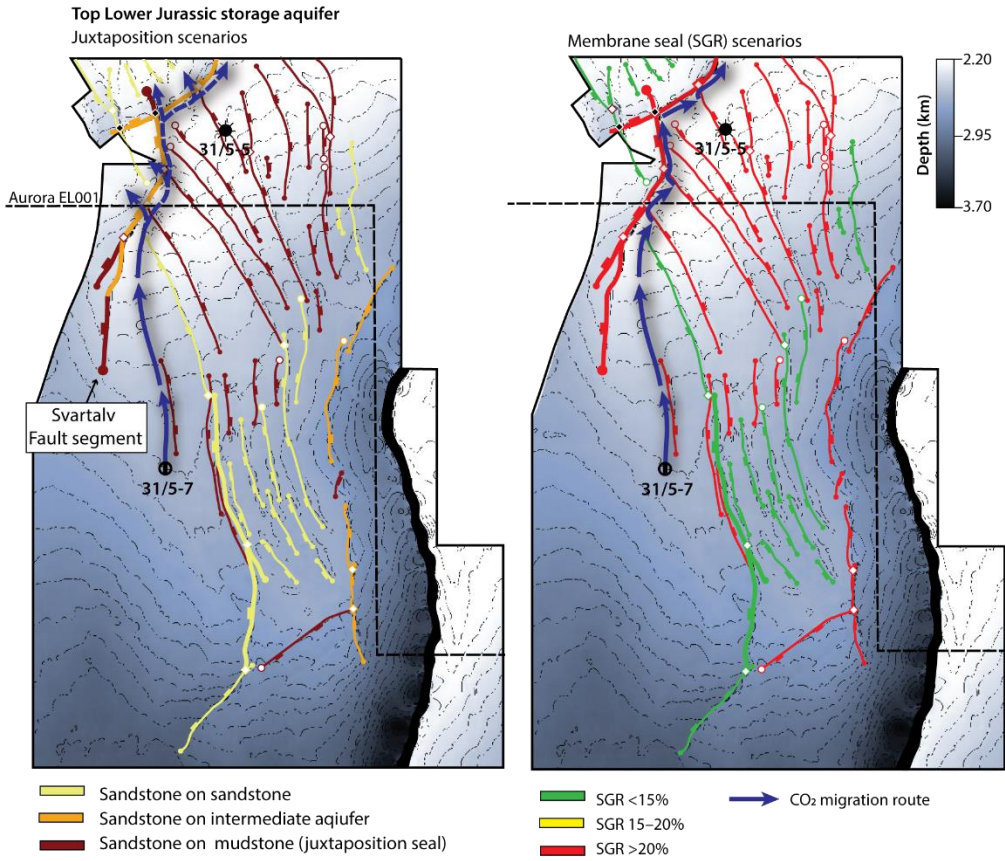 Top Lower Jurassic storage aquifer
Juxtaposition scenarios
Membrane seal (SGR) scenarios
31/5-5
Aurora EL001
Svartalv
Fault segment
31/5-7
31/5-5
31/5-7
2.20
2.95
3.70
Depth (km)
Sandstone on sandstone
Sandstone on intermediate aqiufer
Sandstone on mudstone (juxtaposition seal)
SGR <15%
SGR 15–20%
SGR >20%
CO₂ migration route